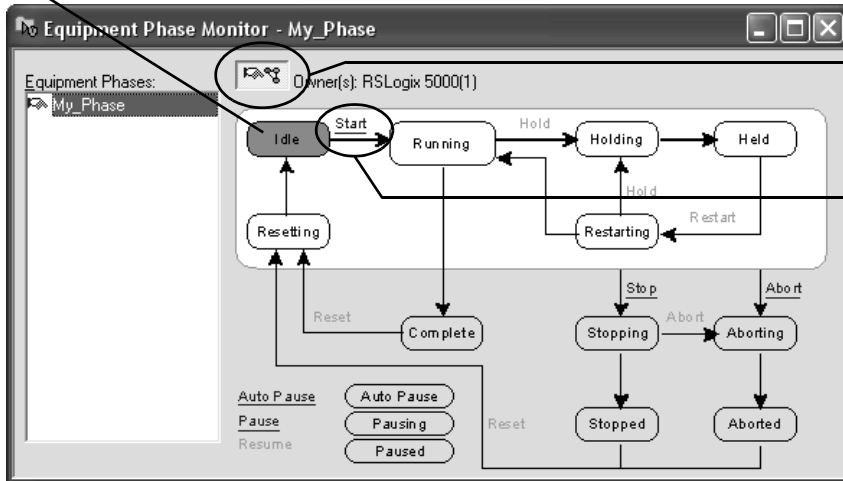 Equipment Phase Monitor - My_Phase
Equipment Phases:
Owner(s): RSLogix 5000(1)
My_Phase
Idle
Start
Running
Hold
Holding
Held
Hold
Resetting
Restarting
Restart
Stop
Abort
Reset
Complete
Stopping
Abort
Aborting
Auto Pause
Auto Pause
Pause
Pausing
Reset
Stopped
Aborted
Resume
Paused